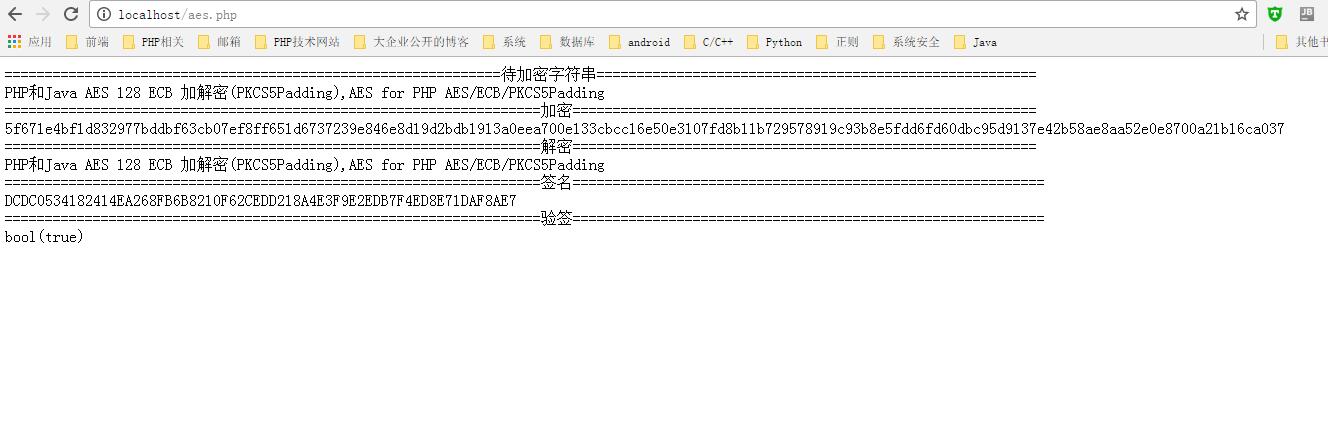 localhost/aes.php
JB
应用 前端 PHP相关 邮箱 PHP技术网站 大企业公开的博客 系统 数据库 android C/C++ Python 正则 系统安全 Java 其他书
==============================================================待加密字符串=======================================================
PHP和Java AES 128 ECB 加解密(PKCS5Padding),AES for PHP AES/ECB/PKCS5Padding
===================================================================加密==========================================================
5f671e4bf1d832977bddbf63cb07ef8ff651d6737239e846e8d19d2bdb1913a0eea700e133cbcc16e50e3107fd8b11b729578919c93b8e5fdd6fd60dbc95d9137e42b58ae8aa52e0e8700a21b16ca037
===================================================================解密==========================================================
PHP和Java AES 128 ECB 加解密(PKCS5Padding),AES for PHP AES/ECB/PKCS5Padding
===================================================================签名===========================================================
DCDC0534182414EA268FB6B8210F62CEDD218A4E3F9E2EDB7F4ED8E71DAF8AE7
===================================================================验签===========================================================
bool(true)